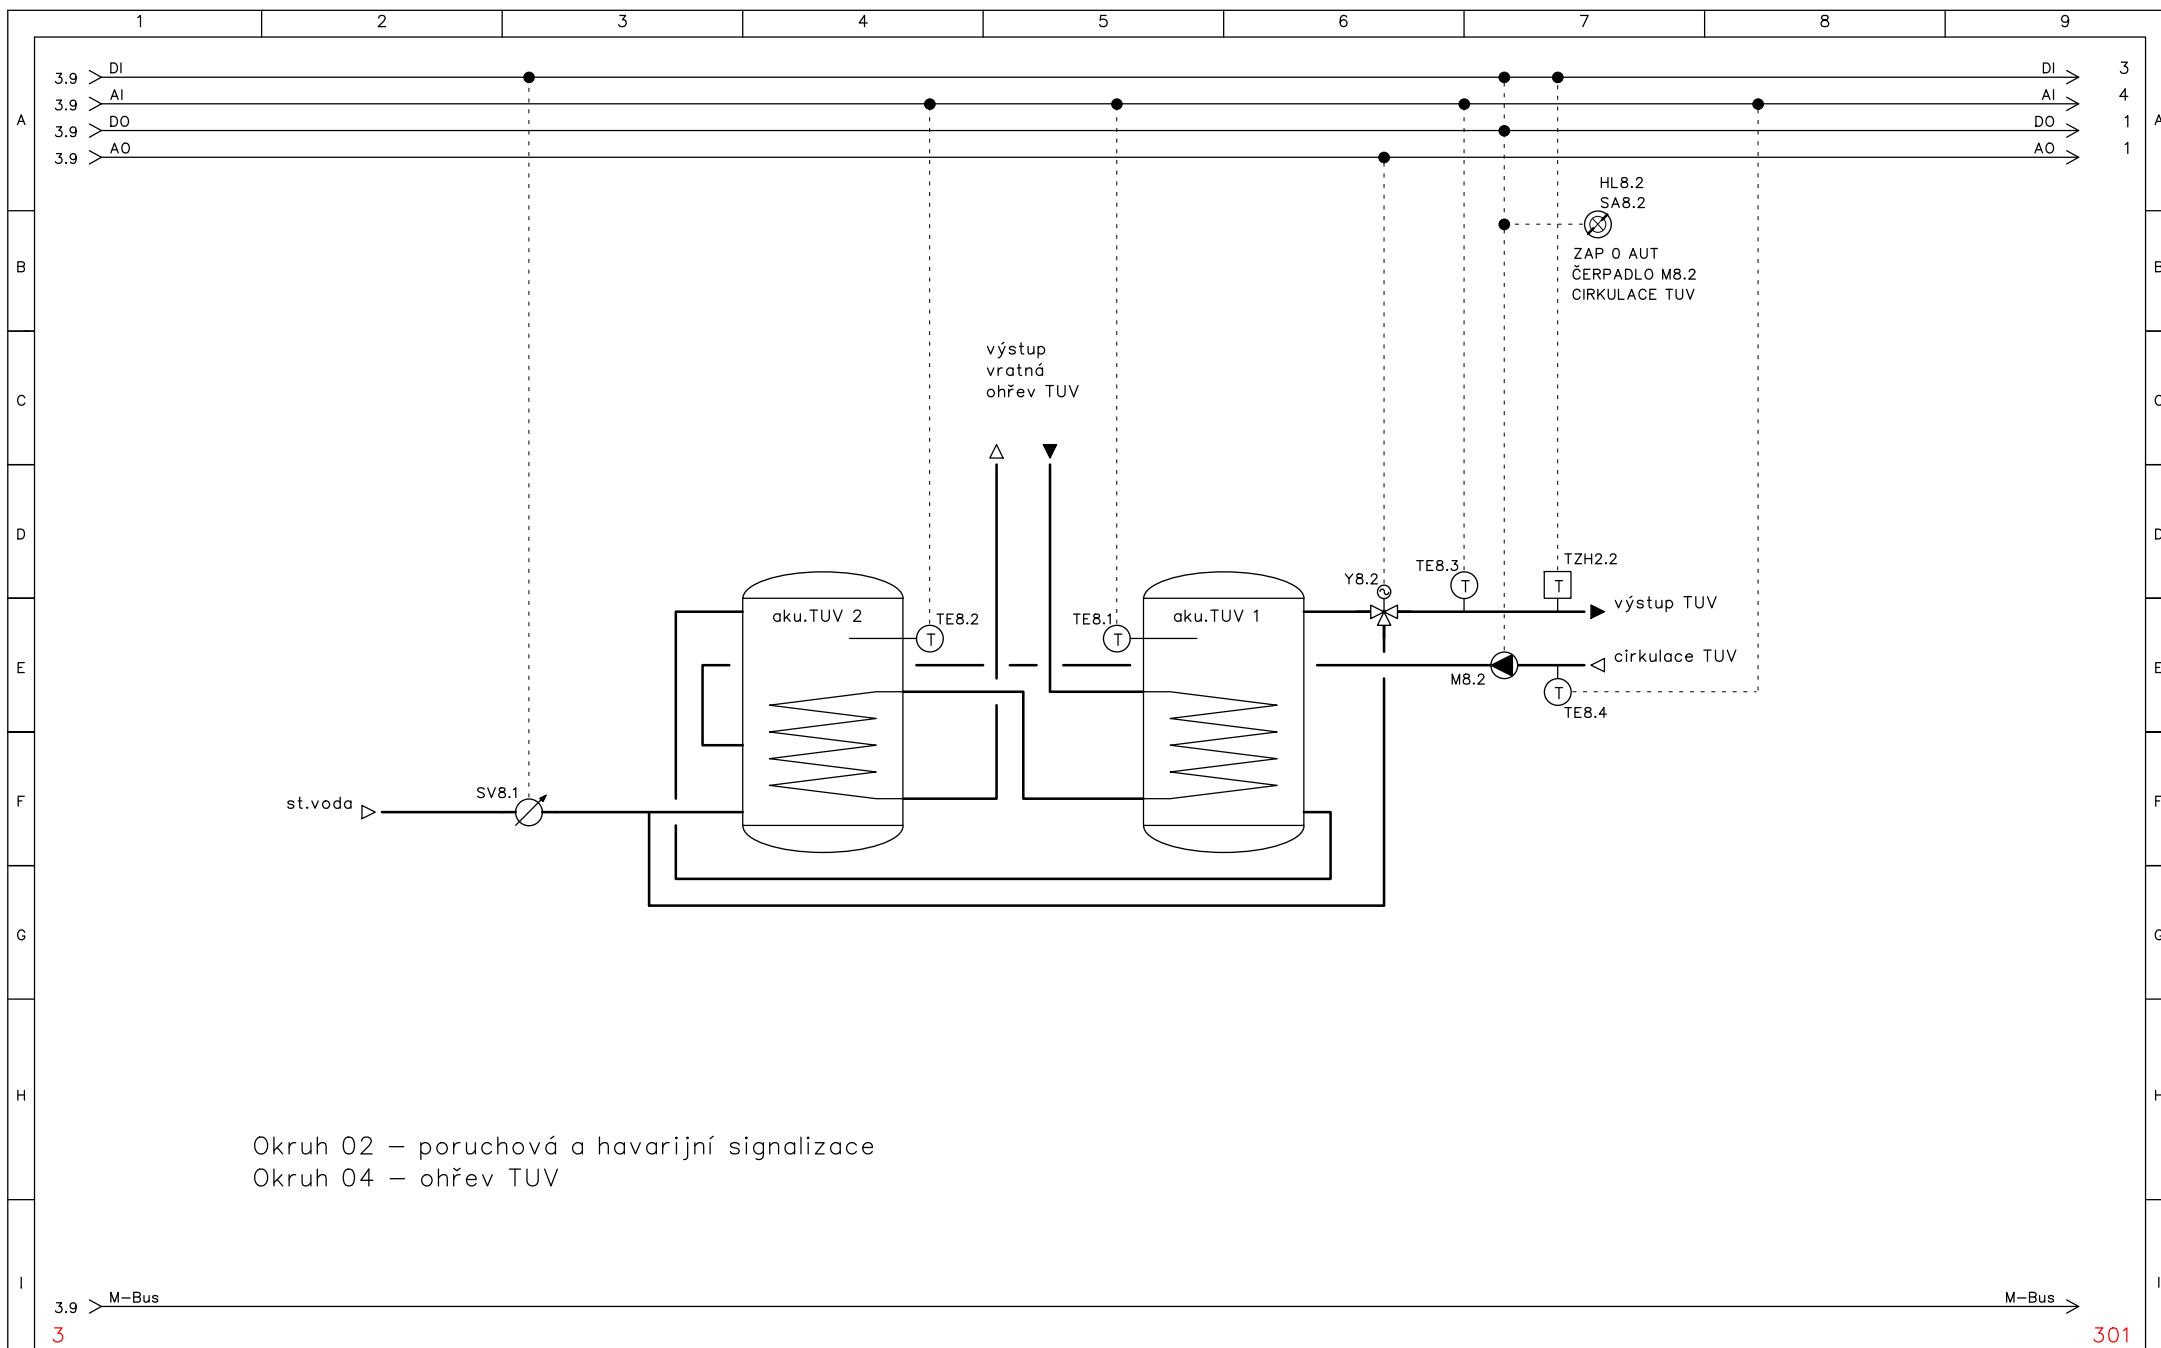 1 2 3 4 5 6 7 8 9
3.9 DI DI 3
3.9 AI AI 4
3.9 DO DO 1
3.9 AO AO 1
A A
HL8.2
SA8.2
ZAP 0 AUT
ČERPADLO M8.2
CIRKULACE TUV
B B
výstup
vratná
ohřev TUV
C C
D D
TZH2.2
TE8.3 T T
Y8.2
výstup TUV
aku.TUV 2 TE8.2 T TE8.1 T aku.TUV 1
cirkulace TUV
E E
M8.2 T
TE8.4
st.voda SV8.1
F F
G G
H H
Okruh 02 – poruchová a havarijní signalizace
Okruh 04 – ohřev TUV
I I
3.9 M–Bus M–Bus
3 301